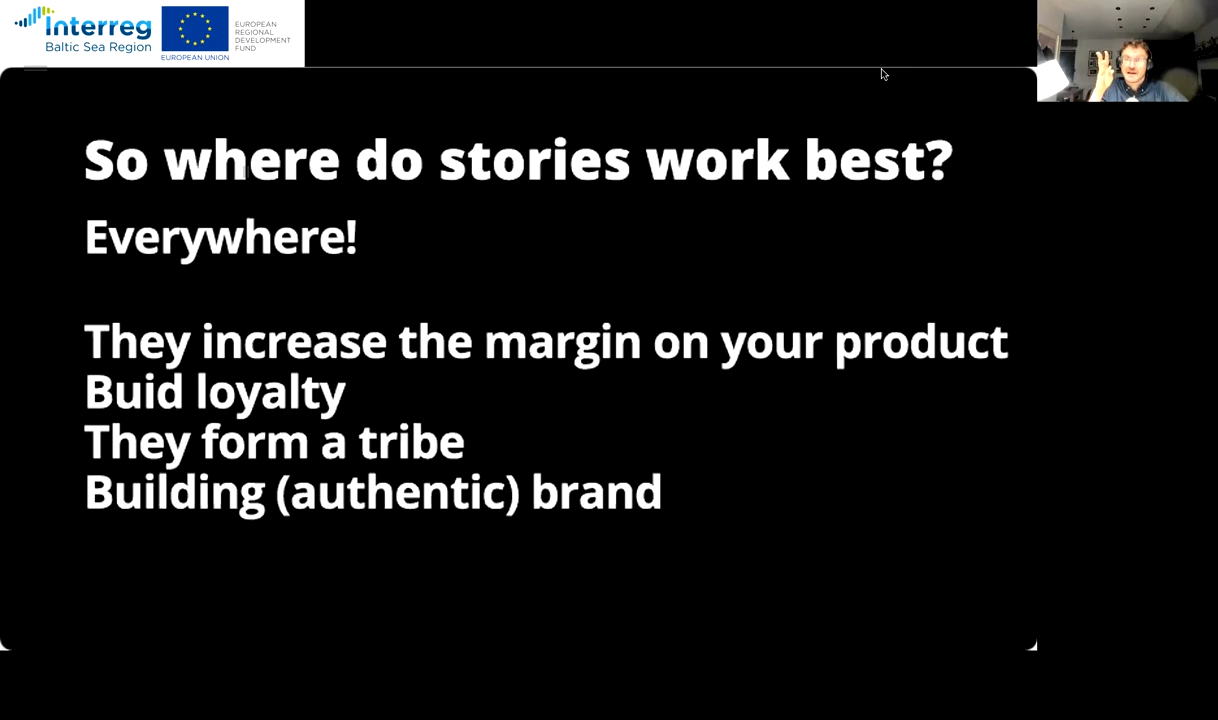 Interreg
Baltic Sea Region
EUROPEAN UNION
EUROPEAN
REGIONAL
DEVELOPMENT
FUND
So where do stories work best?
Everywhere!
They increase the margin on your product
Buid loyalty
They form a tribe
Building (authentic) brand